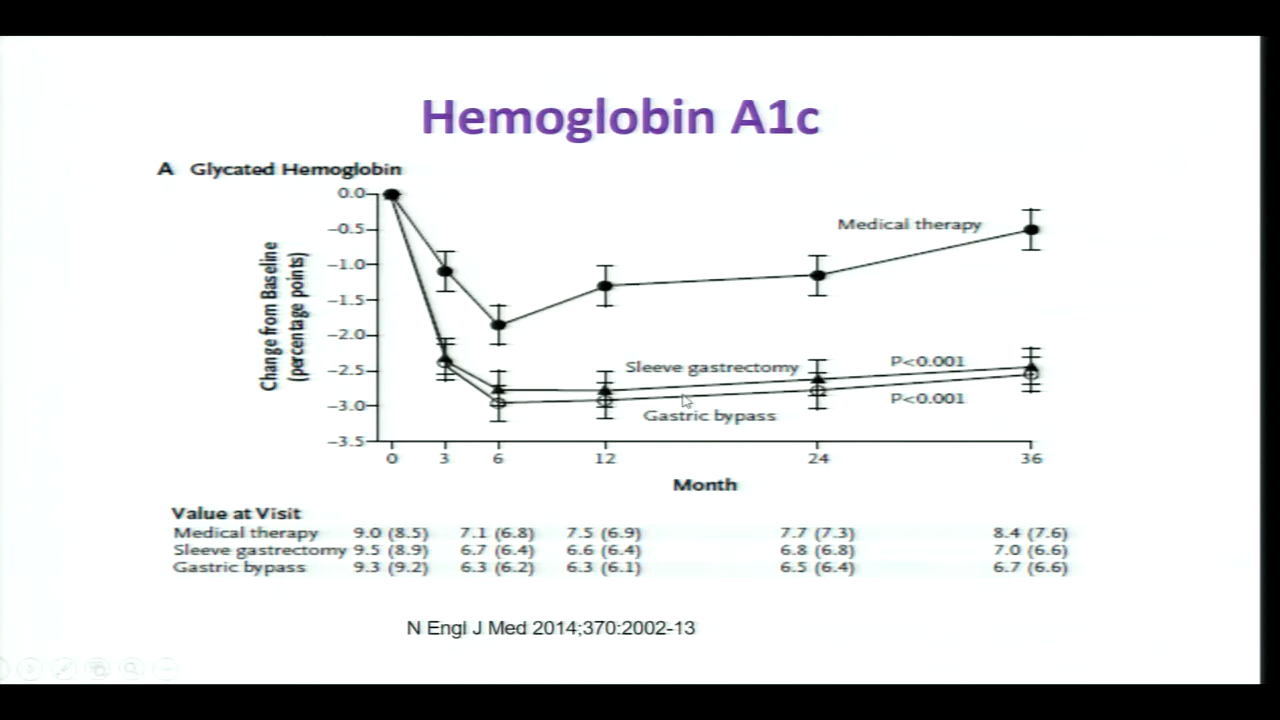 Hemoglobin A1c
A Glycated Hemoglobin
Change from Baseline
(percentage points)
0.0
−0.5
−1.0
−1.5
−2.0
−2.5
−3.0
−3.5
Medical therapy
Sleeve gastrectomy
P<0.001
P<0.001
Gastric bypass
0 3 6 12 24 36
Month
Value at Visit
Medical therapy 9.0 (8.5) 7.1 (6.8) 7.5 (6.9) 7.7 (7.3) 8.4 (7.6)
Sleeve gastrectomy 9.5 (8.9) 6.7 (6.4) 6.6 (6.4) 6.8 (6.8) 7.0 (6.6)
Gastric bypass 9.3 (9.2) 6.3 (6.2) 6.3 (6.1) 6.5 (6.4) 6.7 (6.6)
N Engl J Med 2014;370:2002-13